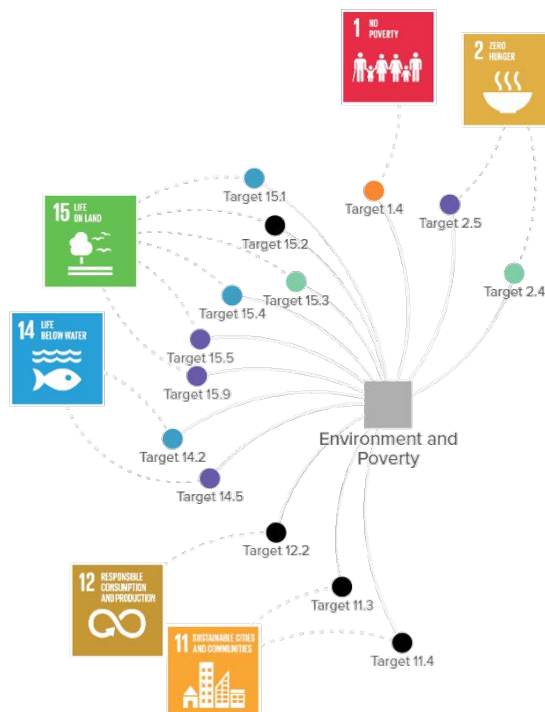 1 NO
POVERTY
2 ZERO
HUNGER
Target 15.1
Target 1.4
Target 2.5
15 LIFE
ON LAND
Target 15.2
Target 2.4
Target 15.3
Target 15.4
14 LIFE
BELOW WATER
Target 15.5
Target 15.9
Environment and
Poverty
Target 14.2
Target 14.5
Target 12.2
12 RESPONSIBLE
CONSUMPTION
AND PRODUCTION
Target 11.3
11 SUSTAINABLE CITIES
AND COMMUNITIES
Target 11.4